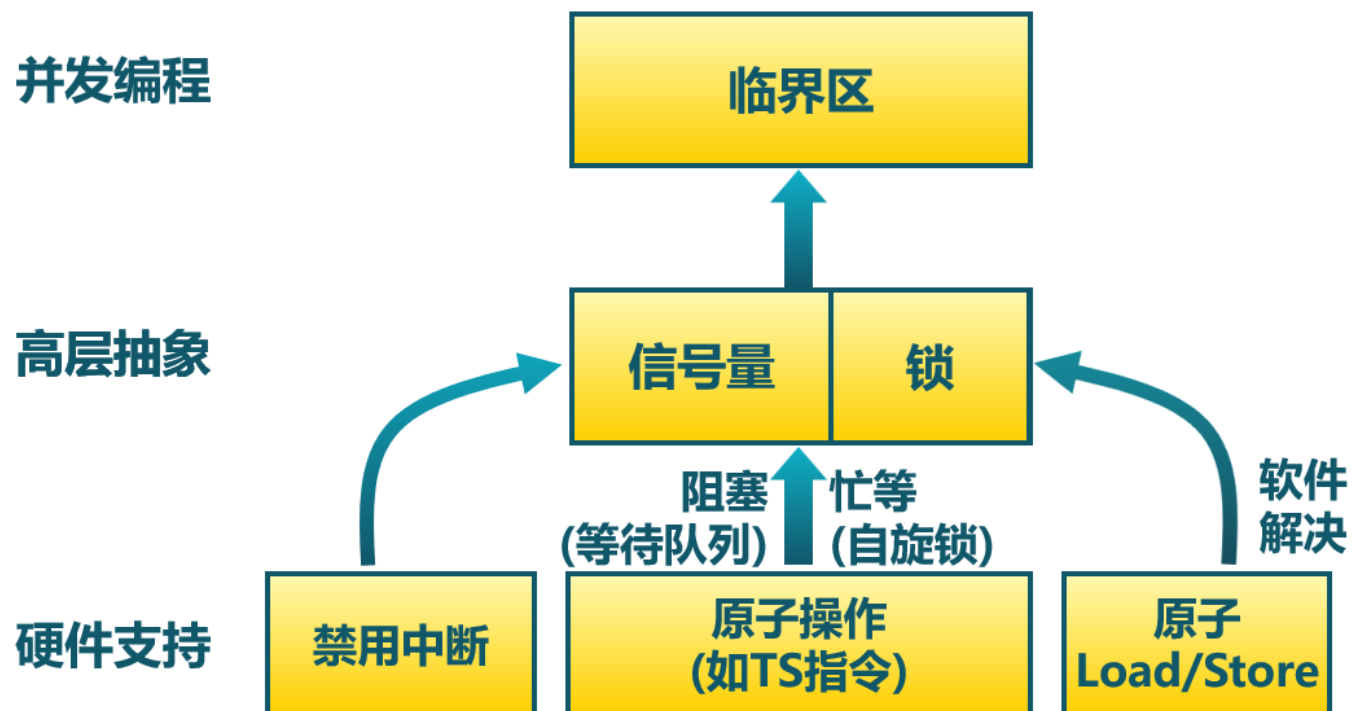 并发编程
临界区
高层抽象
信号量
锁
阻塞
(等待队列)
忙等
(自旋锁)
软件
解决
硬件支持
禁用中断
原子操作
(如TS指令)
原子
Load/Store